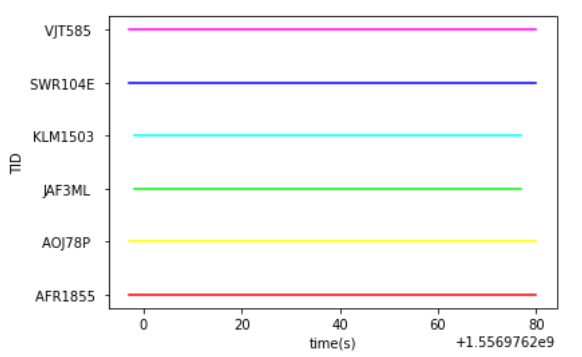 VJT585
SWR104E
KLM1503
TID
JAF3ML
AOJ78P
AFR1855
0 20 40 60 80
time(s) +1.5569762e9